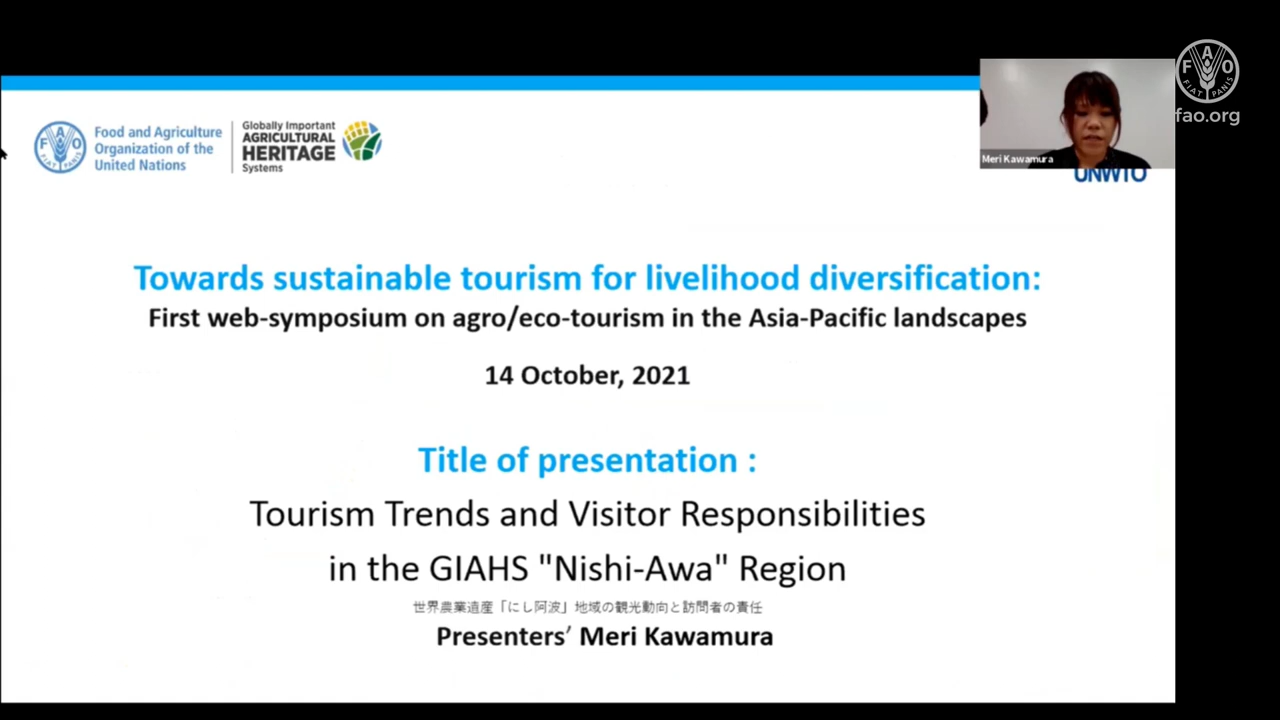 FAO
FIAT PANIS
fao.org
Food and Agriculture
Organization of the
United Nations
Globally Important
AGRICULTURAL
HERITAGE
Systems
Meri Kawamura
UNWTO
Towards sustainable tourism for livelihood diversification:
First web-symposium on agro/eco-tourism in the Asia-Pacific landscapes
14 October, 2021
Title of presentation :
Tourism Trends and Visitor Responsibilities
in the GIAHS "Nishi-Awa" Region
世界農業遺産「にし阿波」地域の観光動向と訪問者の責任
Presenters’ Meri Kawamura